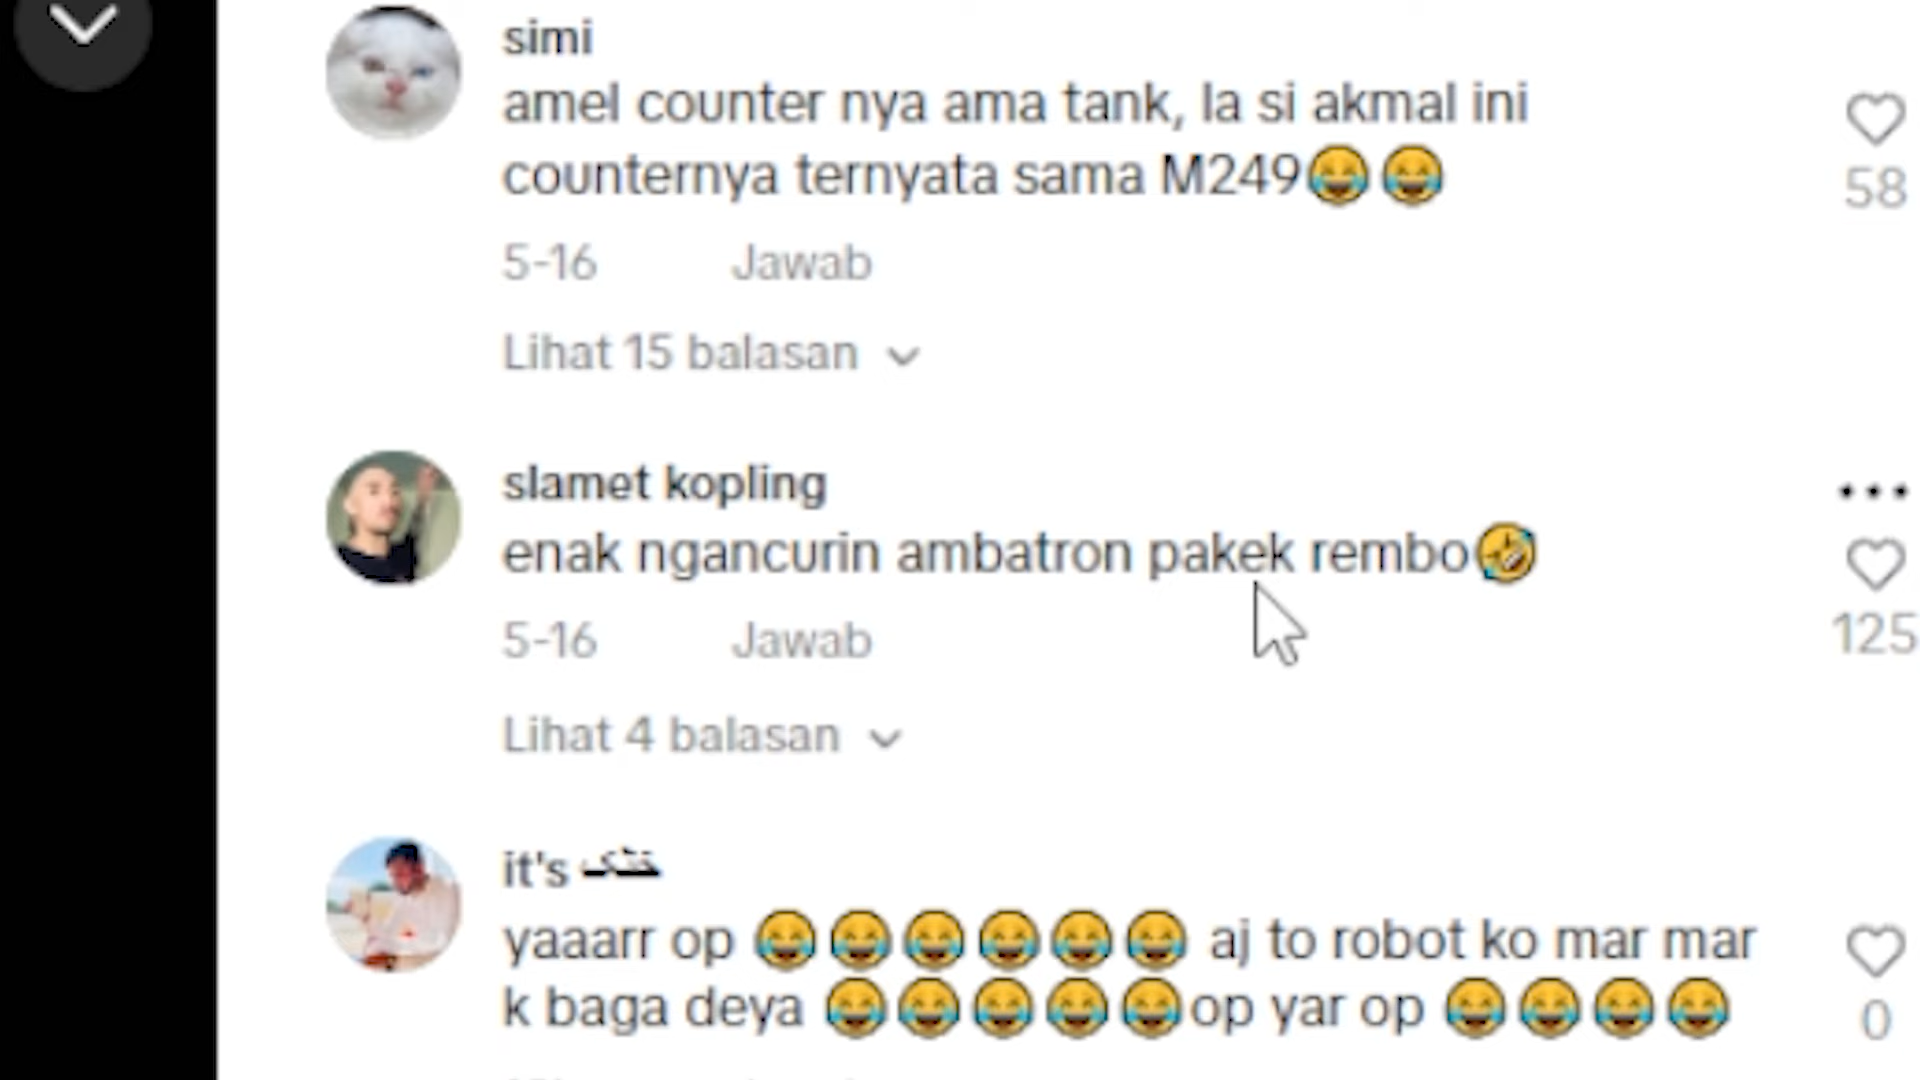 simi
amel counter nya ama tank, la si akmal ini
counternya ternyata sama M249😂😂
58
5-16 Jawab
Lihat 15 balasan
slamet kopling
enak ngancurin ambatron pakek rembo🤣
125
5-16 Jawab
Lihat 4 balasan
it's
yaaarr op 😂😂😂😂😂😂 aj to robot ko mar mar
k baga deya 😂😂😂😂😂op yar op 😂😂😂😂
0